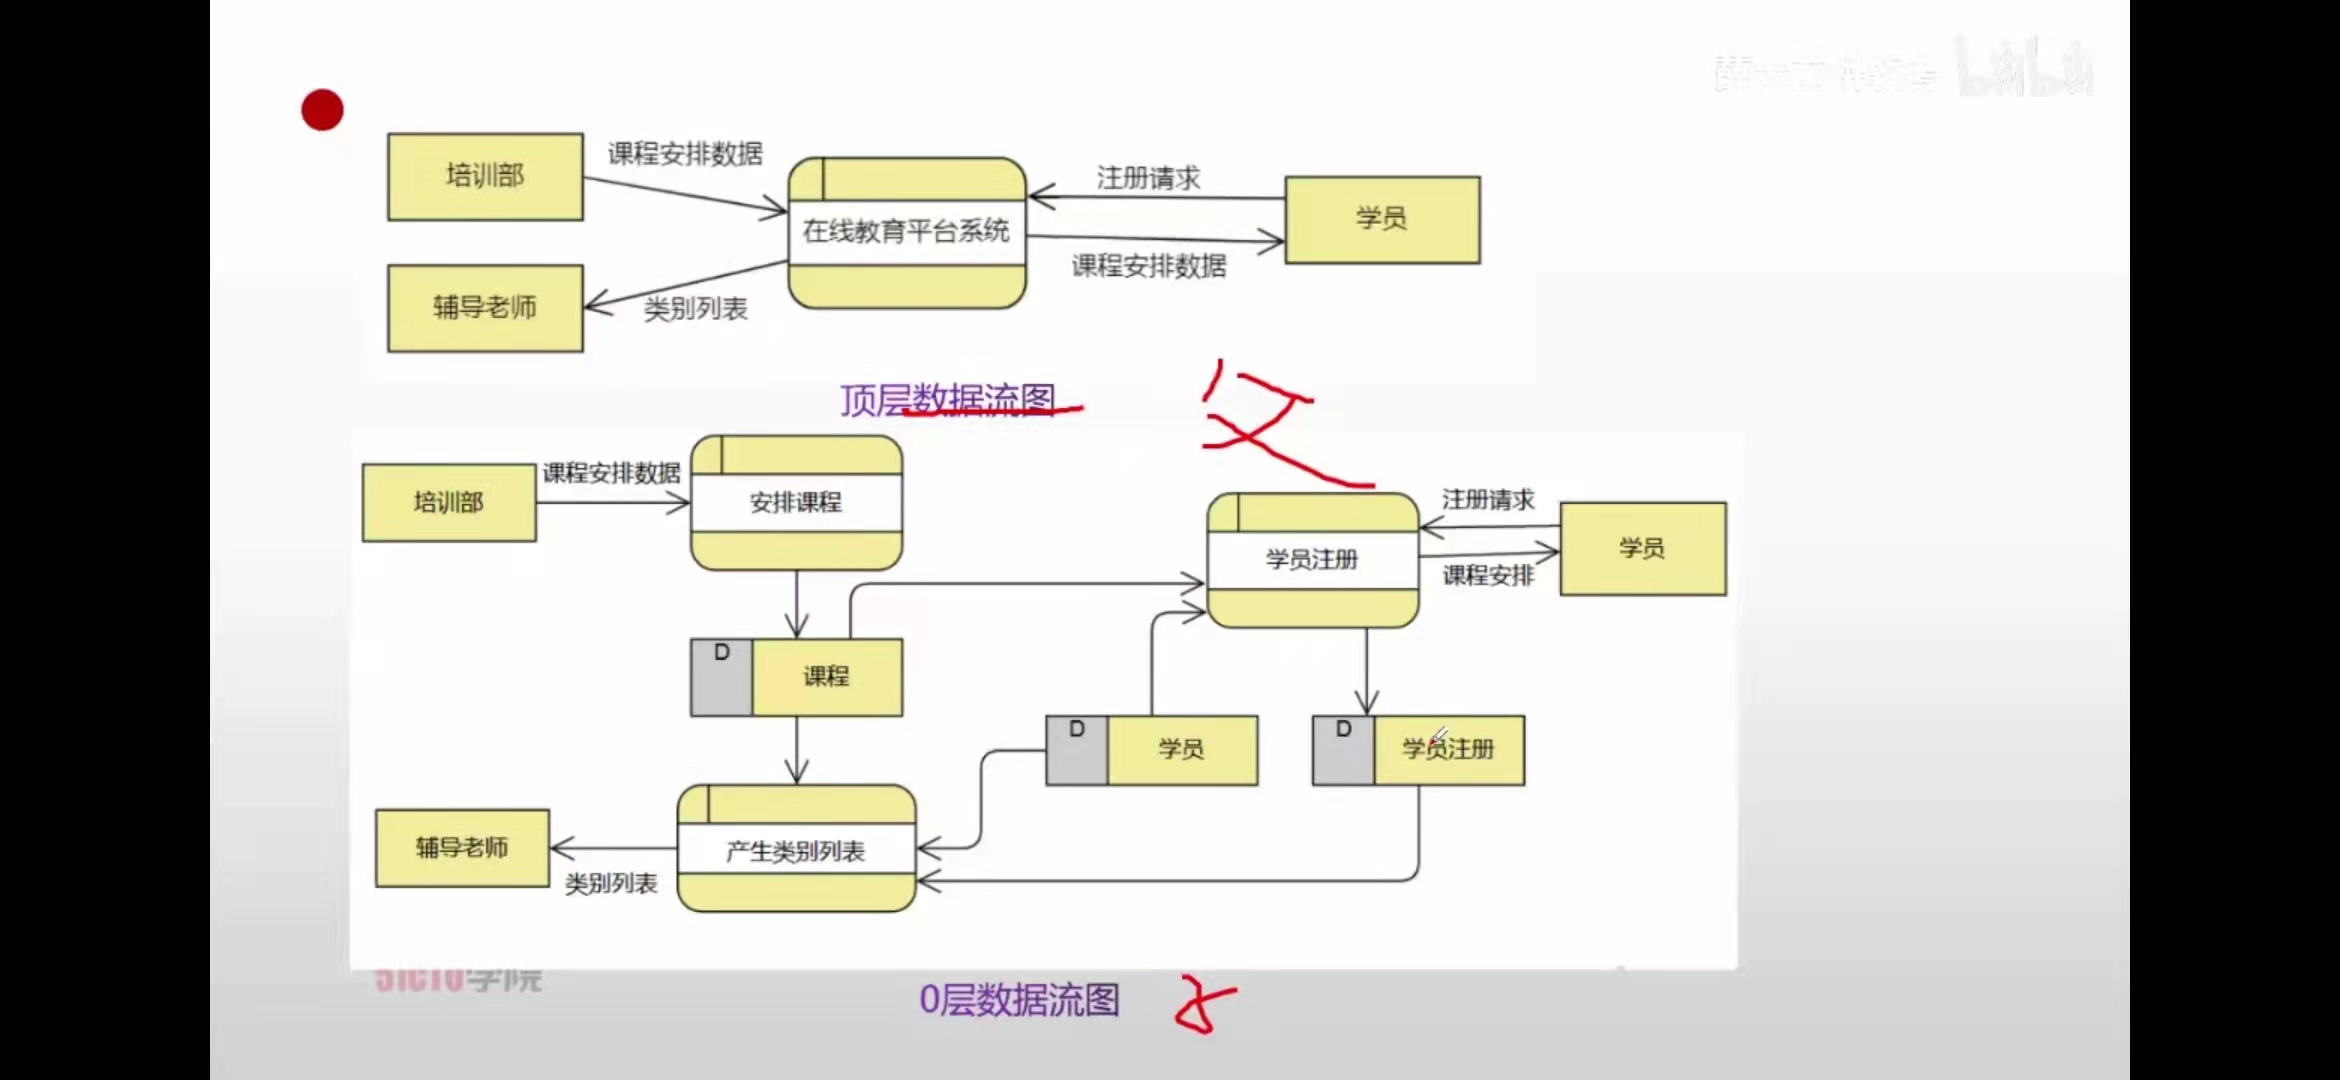 课程安排数据
培训部
注册请求
学员
在线教育平台系统
课程安排数据
辅导老师
类别列表
顶层数据流图
父
课程安排数据
培训部
安排课程
注册请求
学员
学员注册
课程安排
D
课程
D
学员
D
学员注册
辅导老师
产生类别列表
类别列表
51CTO学院
0层数据流图